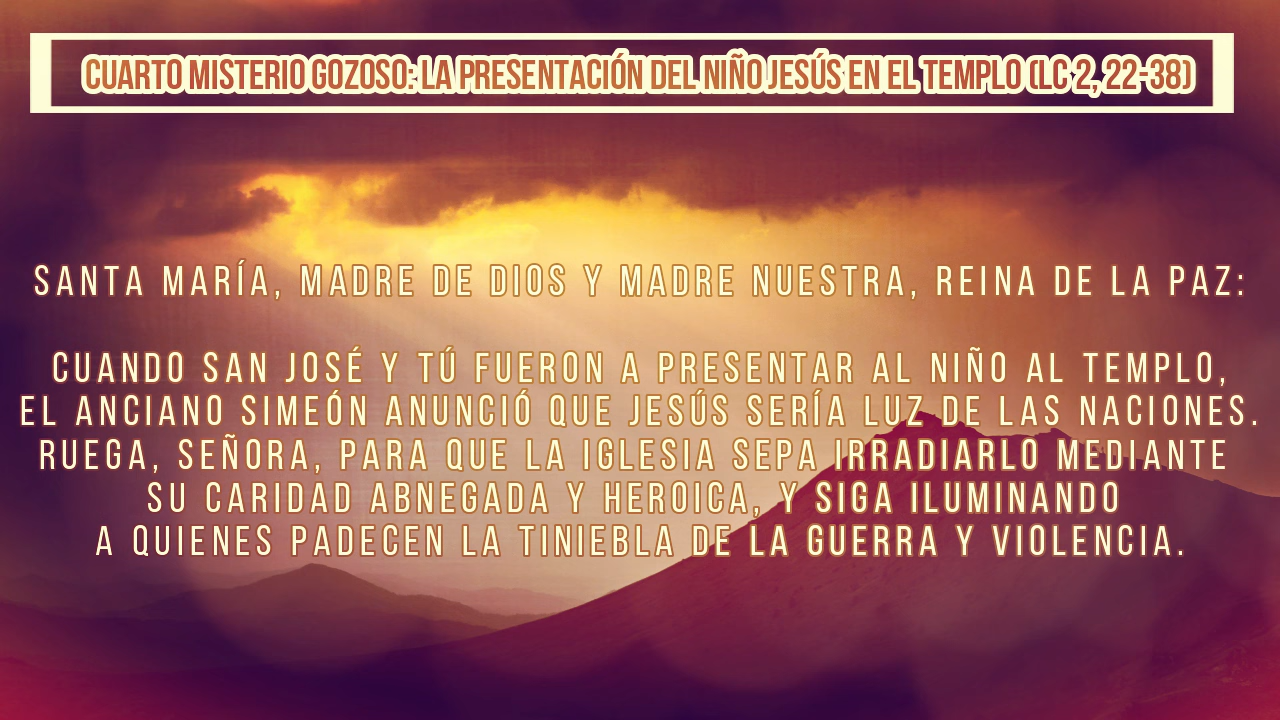 CUARTO MISTERIO GOZOSO: LA PRESENTACIÓN DEL NIÑO JESÚS EN EL TEMPLO (LC 2, 22-38)
SANTA MARÍA, MADRE DE DIOS Y MADRE NUESTRA, REINA DE LA PAZ:
CUANDO SAN JOSÉ Y TÚ FUERON A PRESENTAR AL NIÑO AL TEMPLO,
EL ANCIANO SIMEÓN ANUNCIÓ QUE JESÚS SERÍA LUZ DE LAS NACIONES.
RUEGA, SEÑORA, PARA QUE LA IGLESIA SEPA IRRADIARLO MEDIANTE
SU CARIDAD ABNEGADA Y HEROICA, Y SIGA ILUMINANDO
A QUIENES PADECEN LA TINIEBLA DE LA GUERRA Y VIOLENCIA.